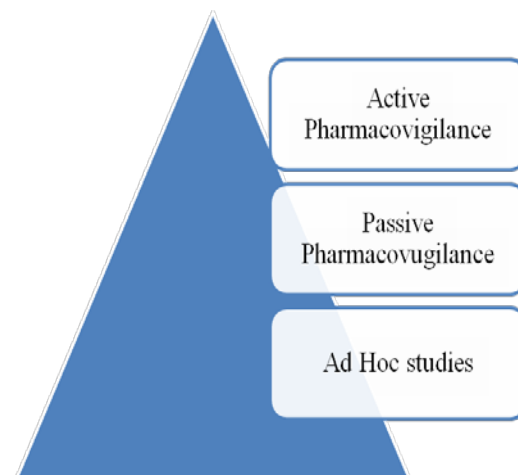 Active
Pharmacovigilance
Passive
Pharmacovugilance
Ad Hoc studies